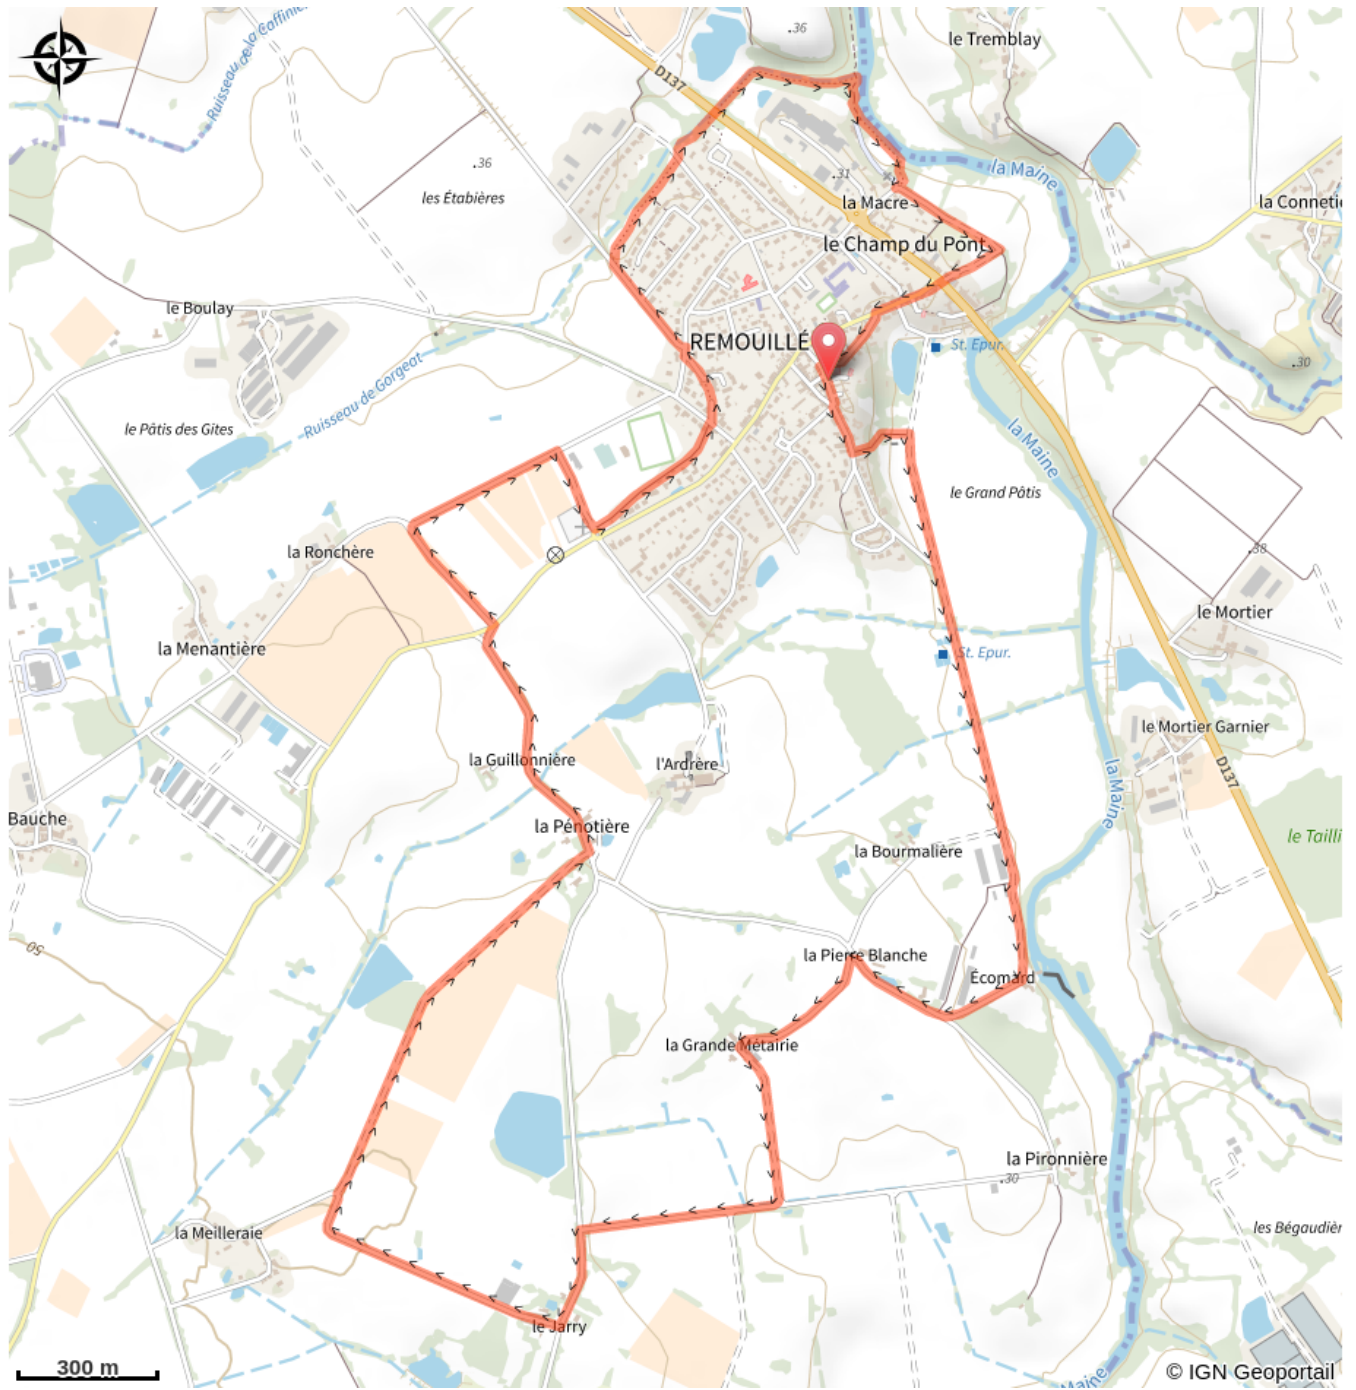 .36
le Tremblay
Ruisseau de la Caffinière
D137
.36
les Étabières
.31
la Maine
la Macre
la Connetie
le Champ du Pont
le Boulay
REMOUILLÉ
St. Epur.
.30
Ruisseau de Gorgeat
le Pâtis des Gites
la Maine
le Grand Pâtis
la Ronchère
.38
le Mortier
la Menantière
St. Epur.
le Mortier Garnier
la Guillonnière
l'Ardrère
D137
la Maine
Bauche
la Pénotière
le Tailli
la Bourmalière
50
la Pierre Blanche
Écomard
la Grande Métairie
la Pironnière
.30
la Meilleraie
les Bégaudièr
le Jarry
300 m
Maine
© IGN Geoportail